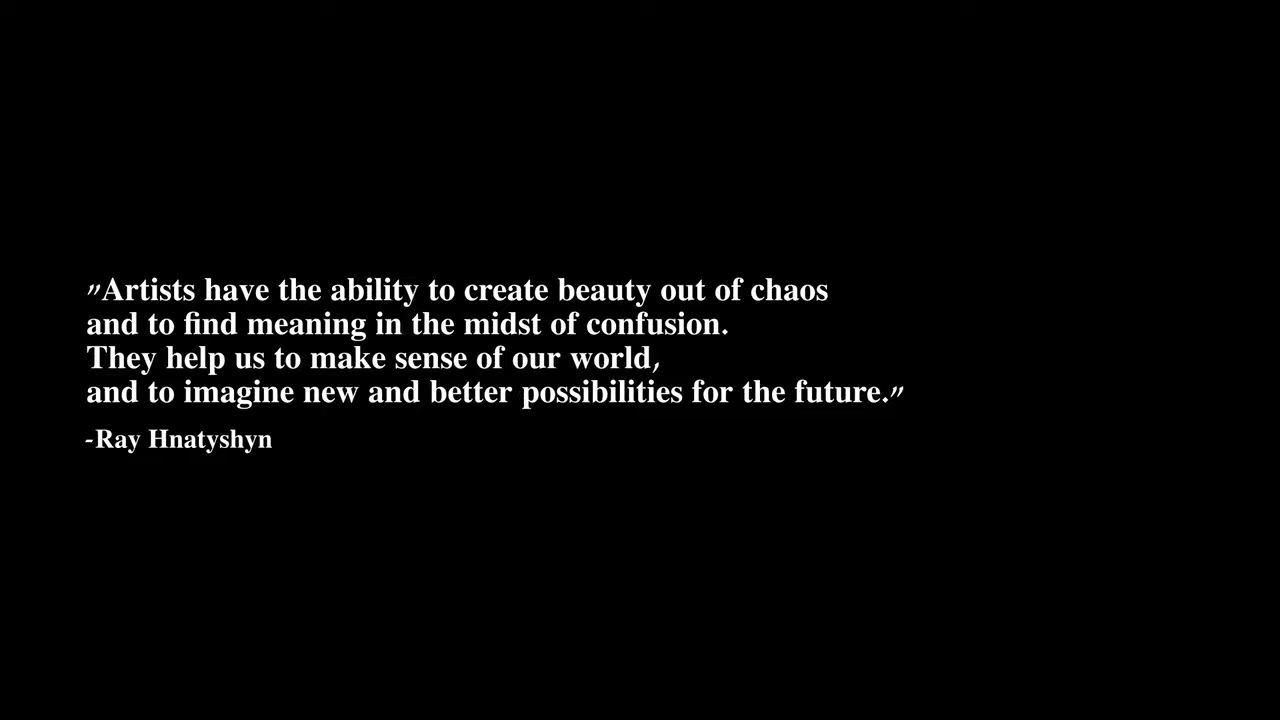 "Artists have the ability to create beauty out of chaos
and to find meaning in the midst of confusion.
They help us to make sense of our world,
and to imagine new and better possibilities for the future."
-Ray Hnatyshyn